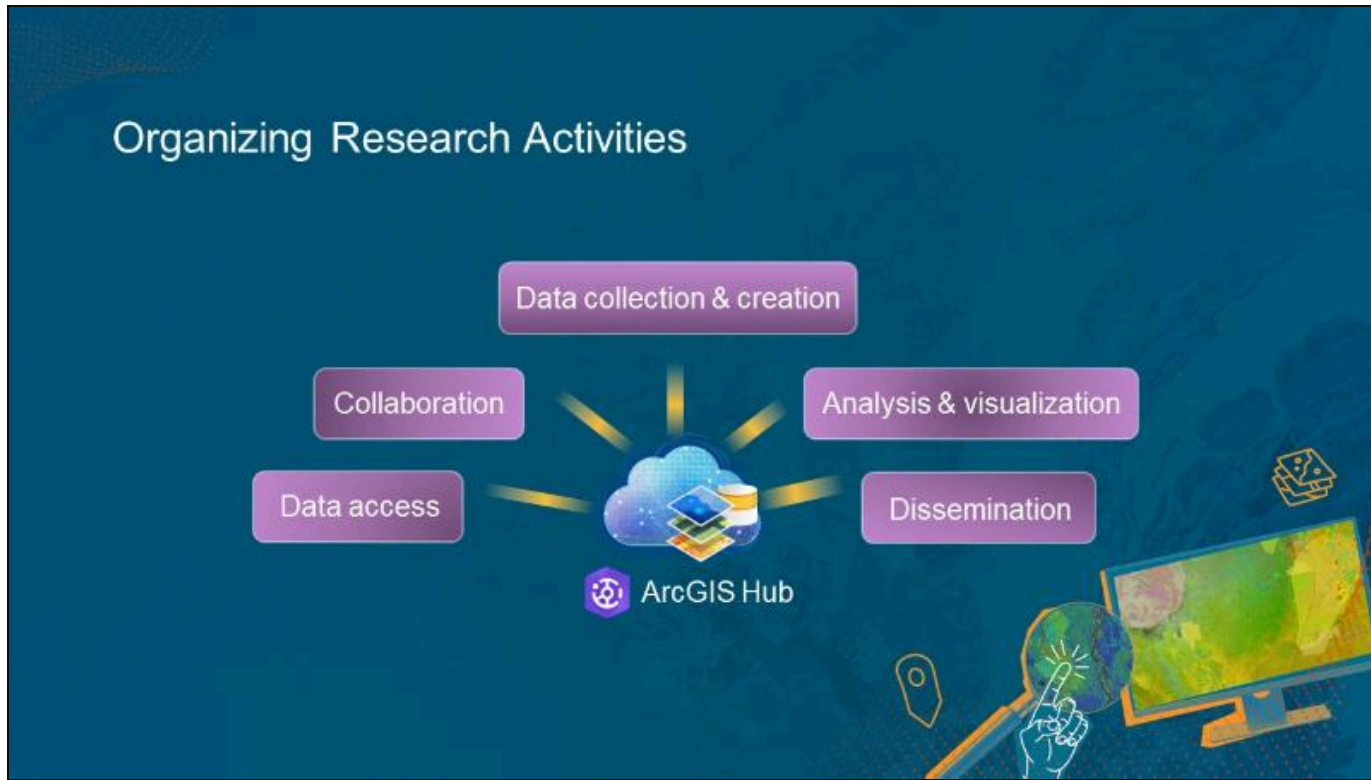 Organizing Research Activities
Data collection & creation
Collaboration
Analysis & visualization
Data access
Dissemination
ArcGIS Hub